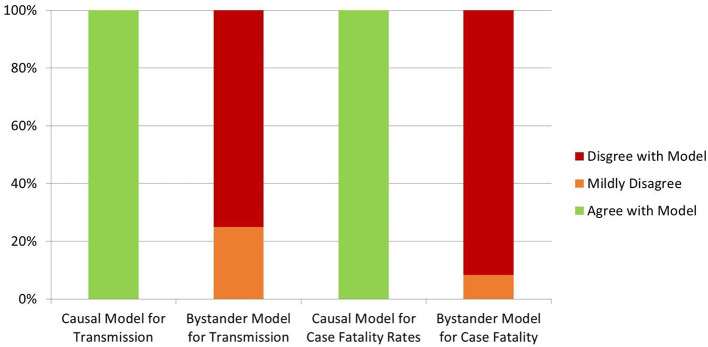 100%
80%
60%
40%
20%
0%
Causal Model for
Transmission
Bystander Model
for Transmission
Causal Model for
Case Fatality Rates
Bystander Model
for Case Fatality
Disgree with Model
Mildly Disagree
Agree with Model